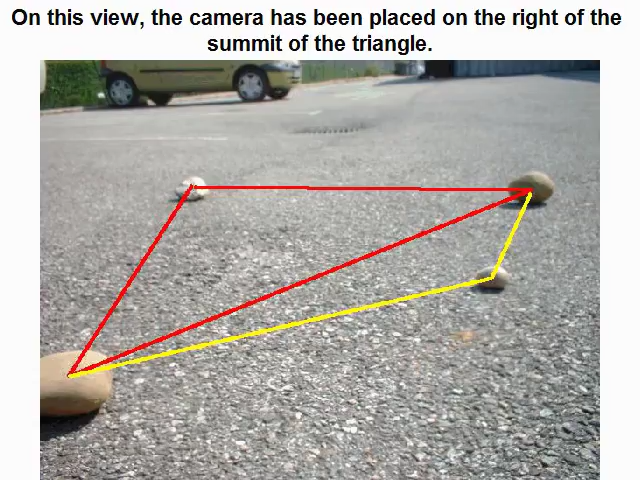 On this view, the camera has been placed on the right of the
summit of the triangle.